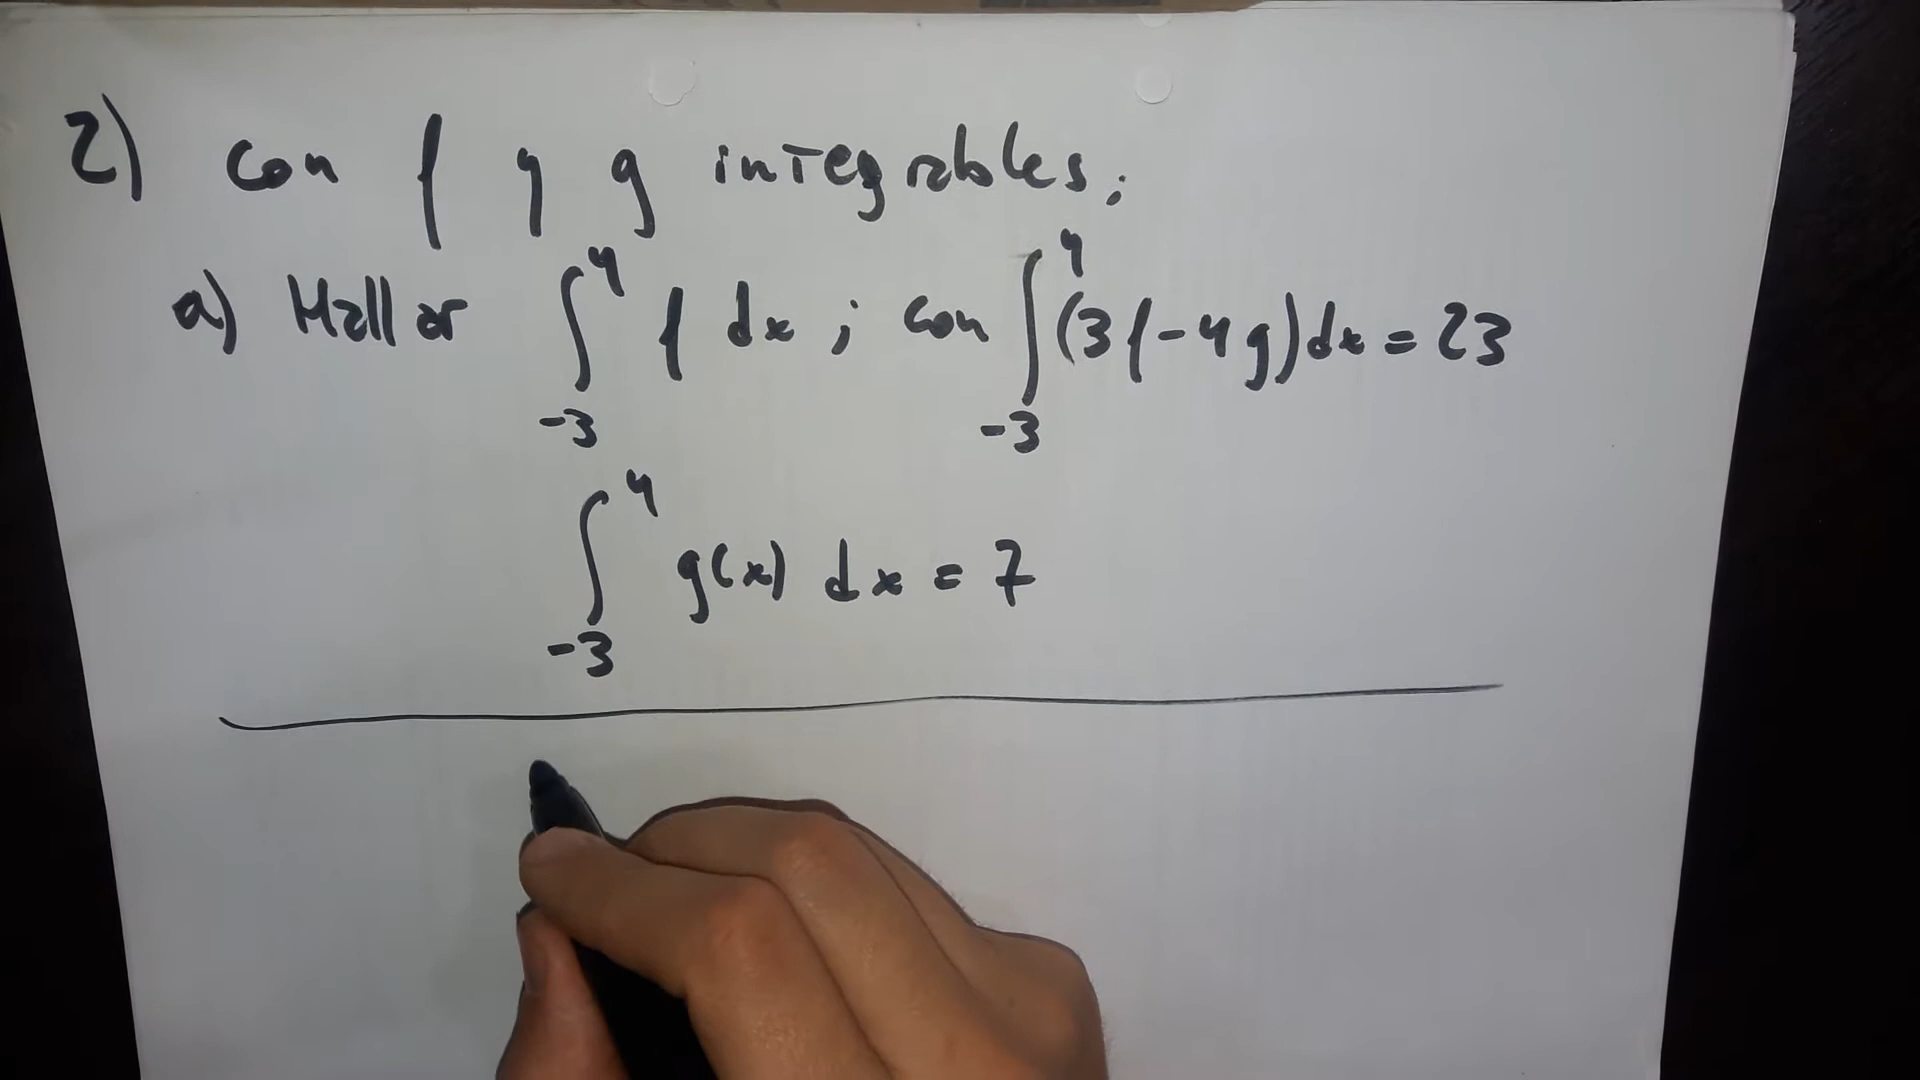 2) con f y g integrables;
a) Hallar ∫_{-3}^{4} f dx ; con ∫_{-3}^{4} (3f-4g)dx = 23
∫_{-3}^{4} g(x) dx = 7